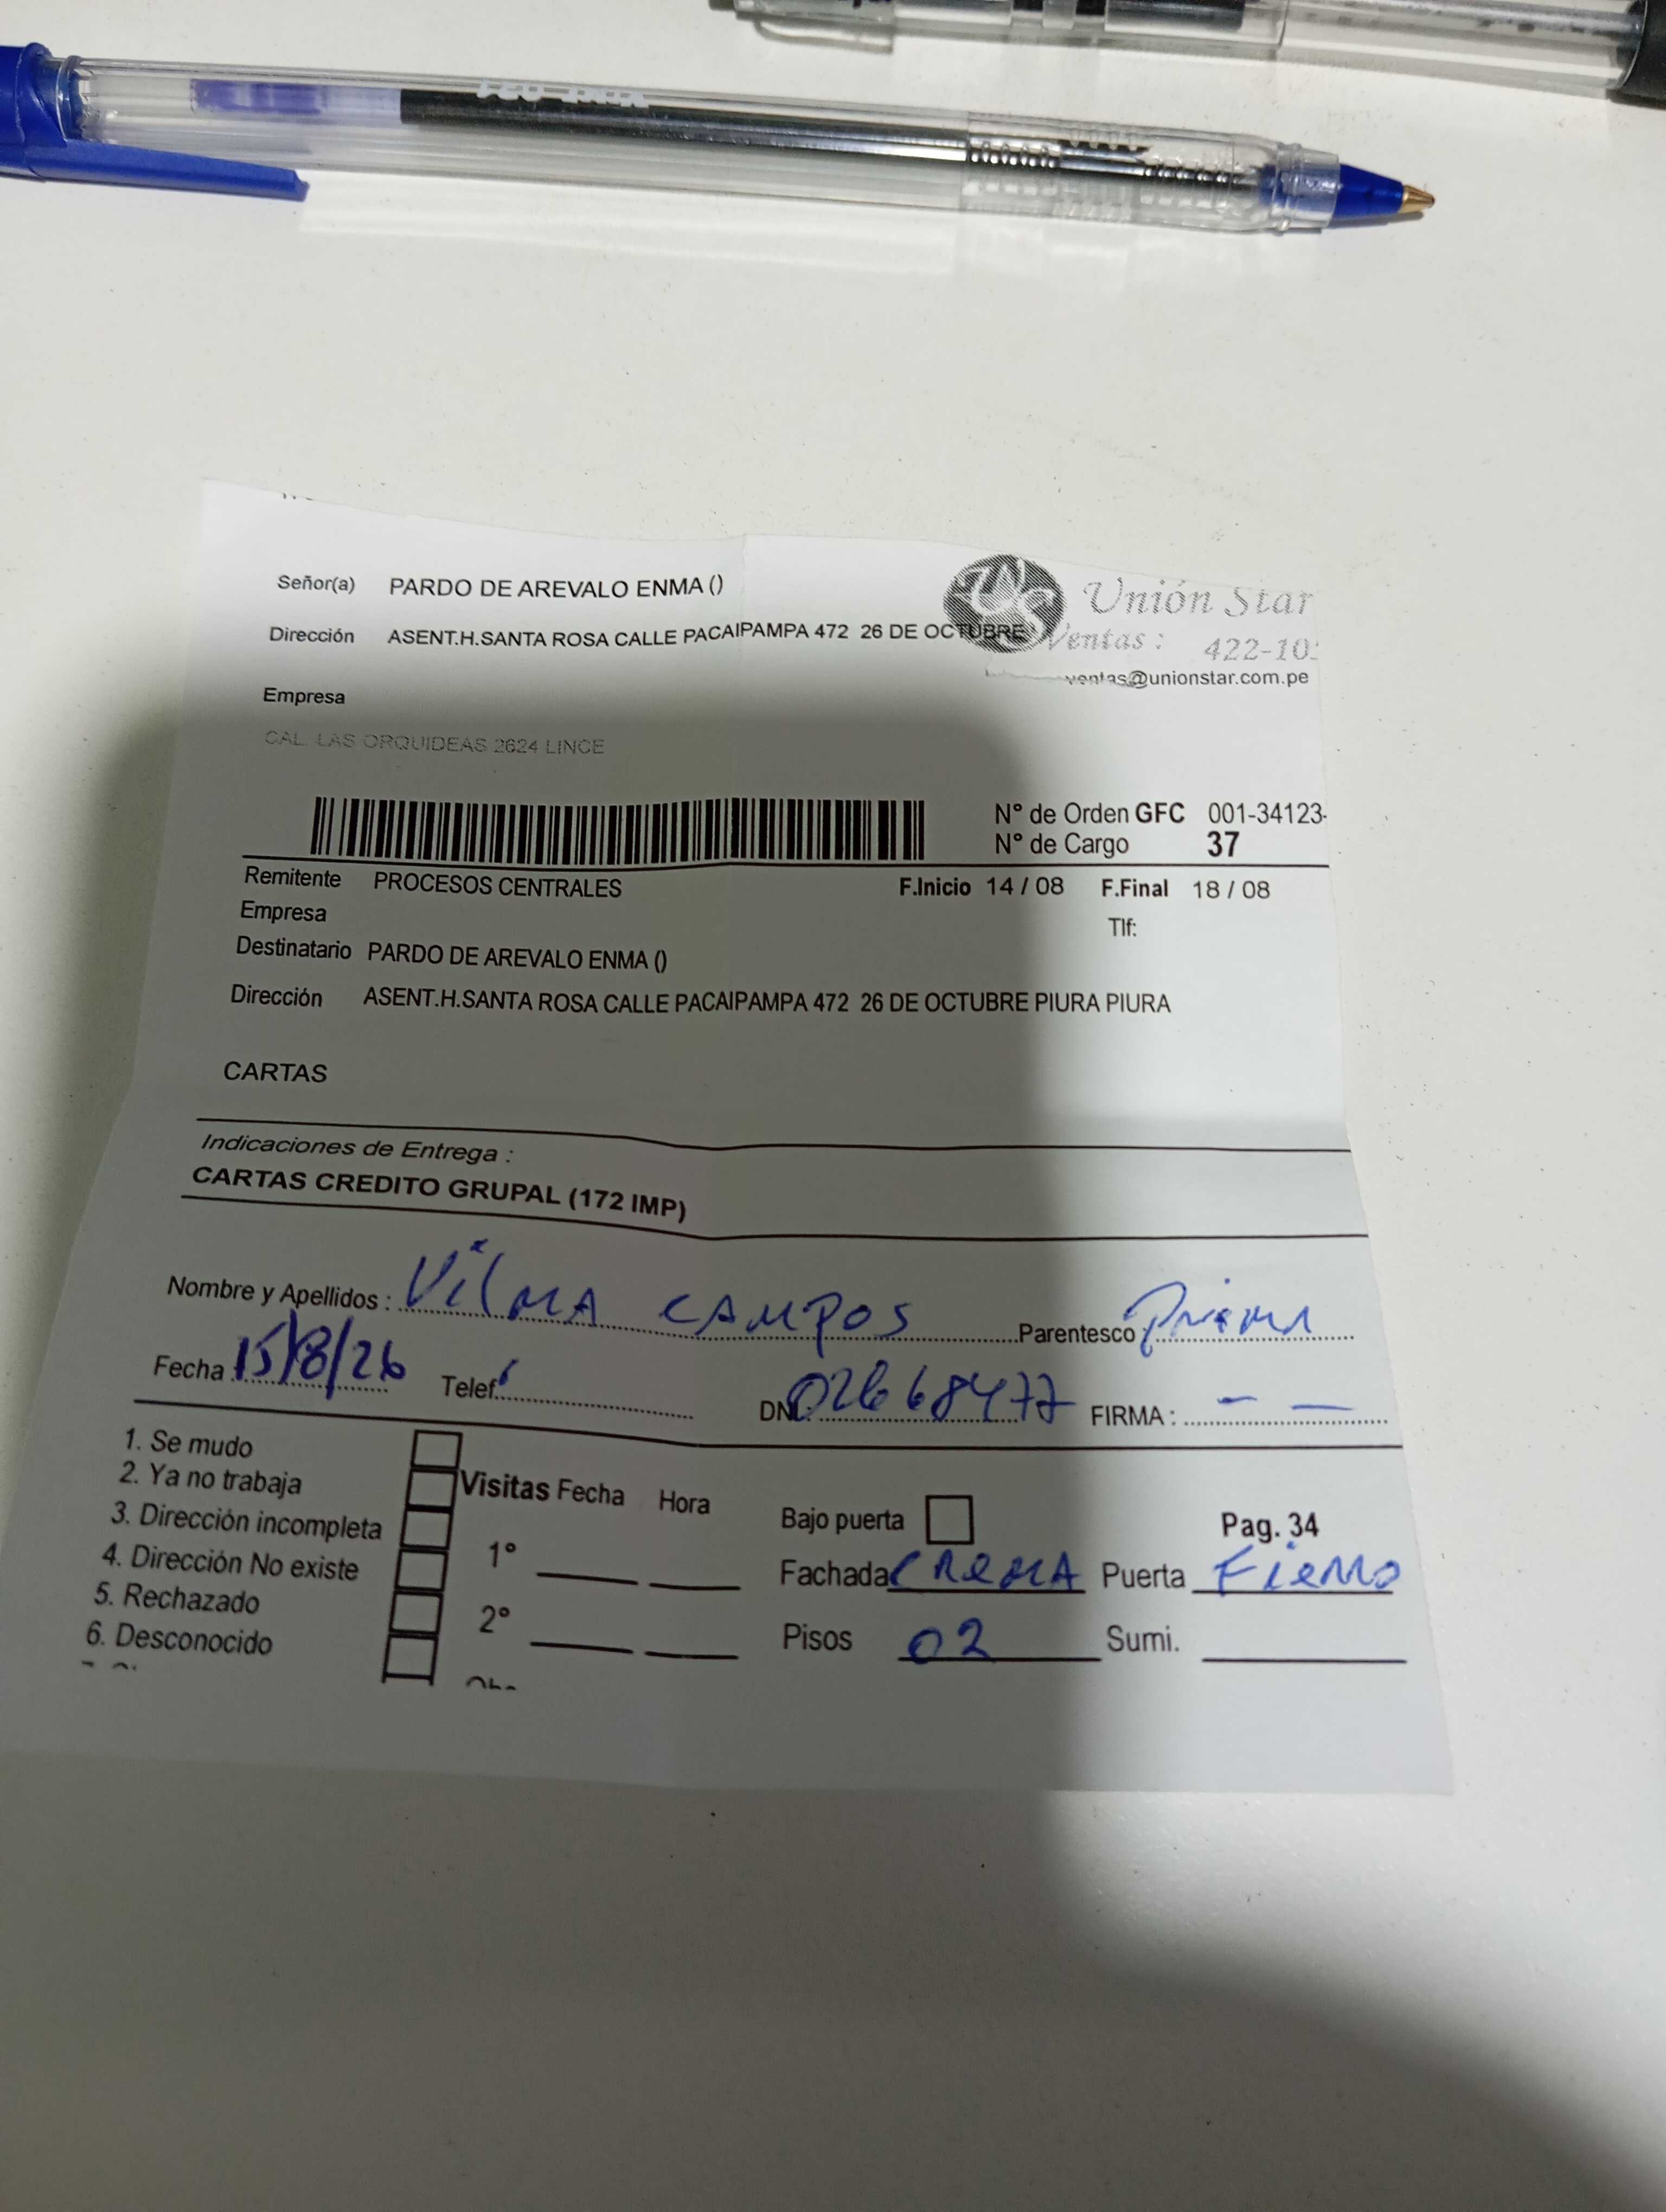 Señor(a) PARDO DE AREVALO ENMA ()
Unión Star
Dirección ASENT.H.SANTA ROSA CALLE PACAIPAMPA 472 26 DE OCTUBRE
Ventas : 422-10
ventas@unionstar.com.pe
Empresa
CAL. LAS ORQUIDEAS 2624 LINCE
N° de Orden GFC 001-34123-
N° de Cargo 37
Remitente PROCESOS CENTRALES F.Inicio 14 / 08 F.Final 18 / 08
Empresa Tlf:
Destinatario PARDO DE AREVALO ENMA ()
Dirección ASENT.H.SANTA ROSA CALLE PACAIPAMPA 472 26 DE OCTUBRE PIURA PIURA
CARTAS
Indicaciones de Entrega :
CARTAS CREDITO GRUPAL (172 IMP)
Nombre y Apellidos : Vilma CAMPOS Parentesco Prima
Fecha 15/8/26 Telef. DNI 02668477 FIRMA : — —
1. Se mudo
2. Ya no trabaja
3. Dirección incompleta
4. Dirección No existe
5. Rechazado
6. Desconocido
Visitas Fecha Hora
1°
2°
Bajo puerta Pag. 34
Fachada CREMA Puerta Fierro
Pisos 02 Sumi.